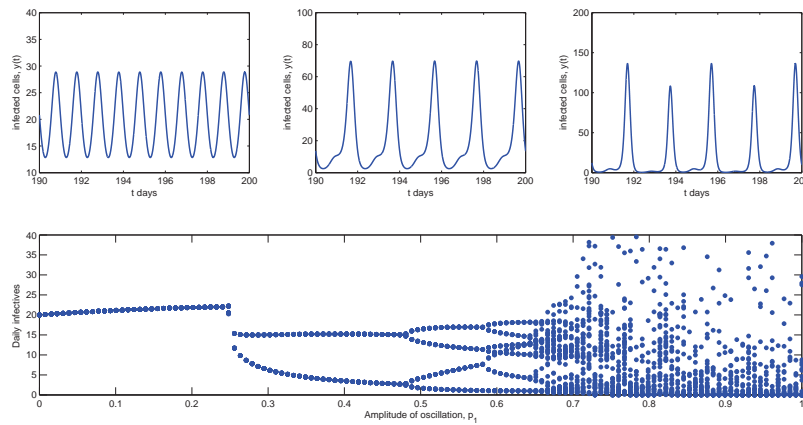 40
35
30
25
20
15
10
190 192 194 196 198 200
t days
infected cells, y(t)
100
80
60
40
20
0
190 192 194 196 198 200
t days
infected cells, y(t)
200
150
100
50
0
190 192 194 196 198 200
t days
infected cells, y(t)
40
35
30
25
20
15
10
5
0
0 0.1 0.2 0.3 0.4 0.5 0.6 0.7 0.8 0.9 1
Amplitude of oscillation, p₁
Daily infectives